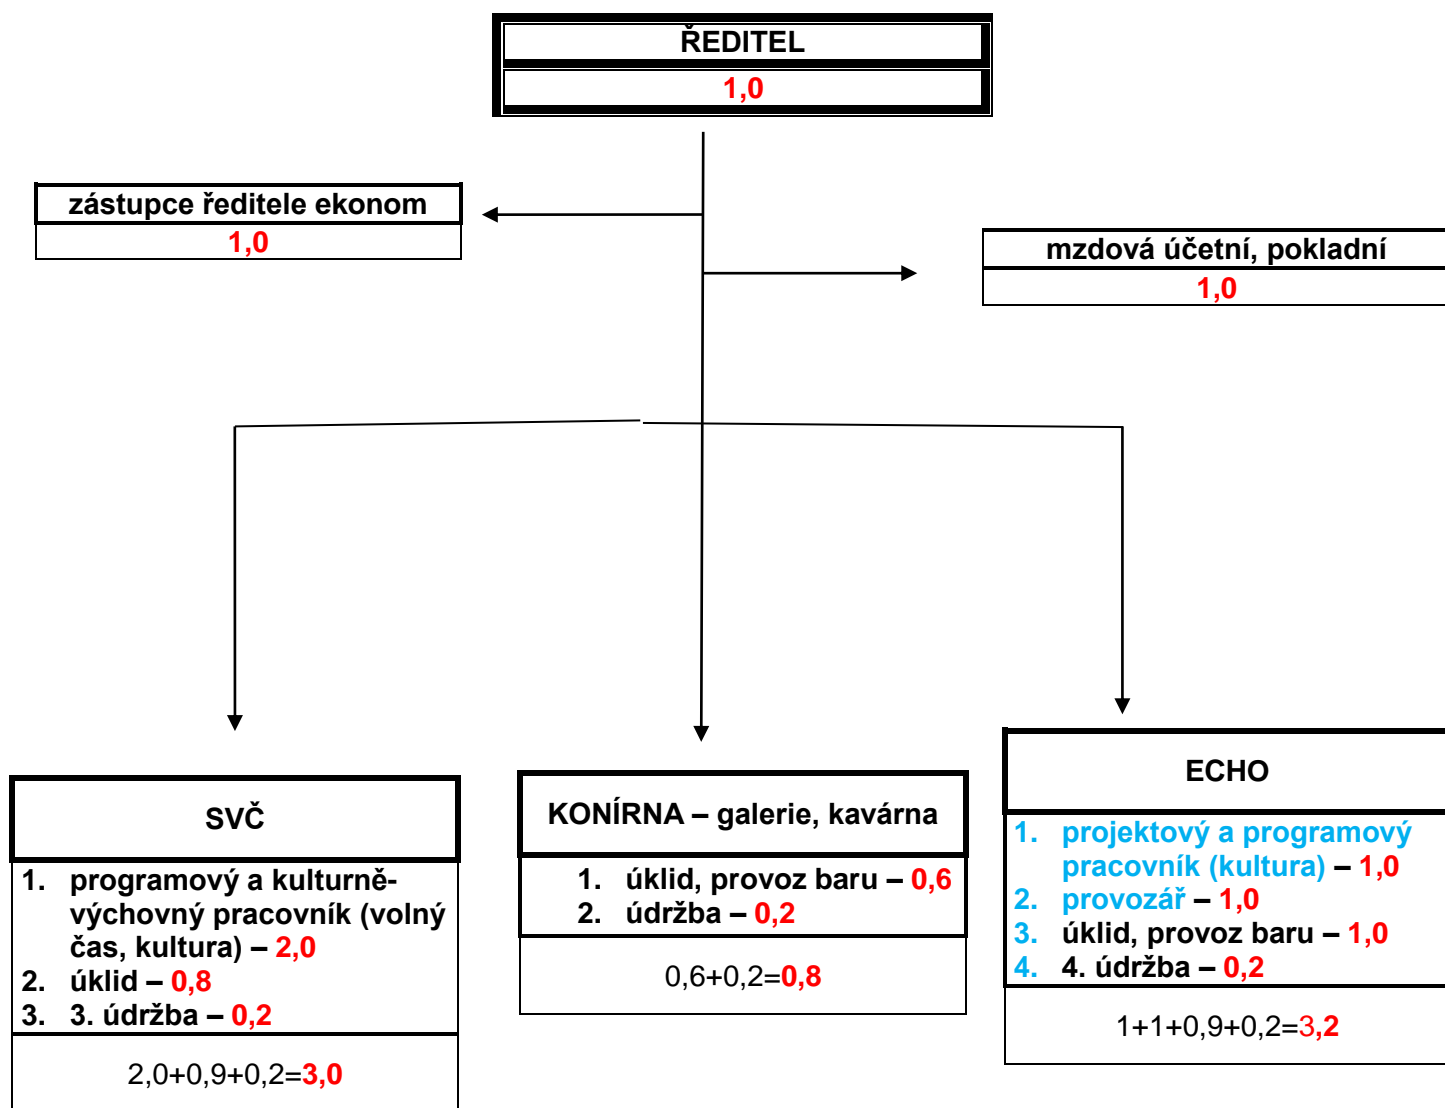 ŘEDITEL
1,0
zástupce ředitele ekonom
1,0
mzdová účetní, pokladní
1,0
SVČ
1. programový a kulturně-
výchovný pracovník (volný
čas, kultura) – 2,0
2. úklid – 0,8
3. 3. údržba – 0,2
2,0+0,9+0,2=3,0
KONÍRNA – galerie, kavárna
1. úklid, provoz baru – 0,6
2. údržba – 0,2
0,6+0,2=0,8
ECHO
1. projektový a programový
pracovník (kultura) – 1,0
2. provozář – 1,0
3. úklid, provoz baru – 1,0
4. 4. údržba – 0,2
1+1+0,9+0,2=3,2